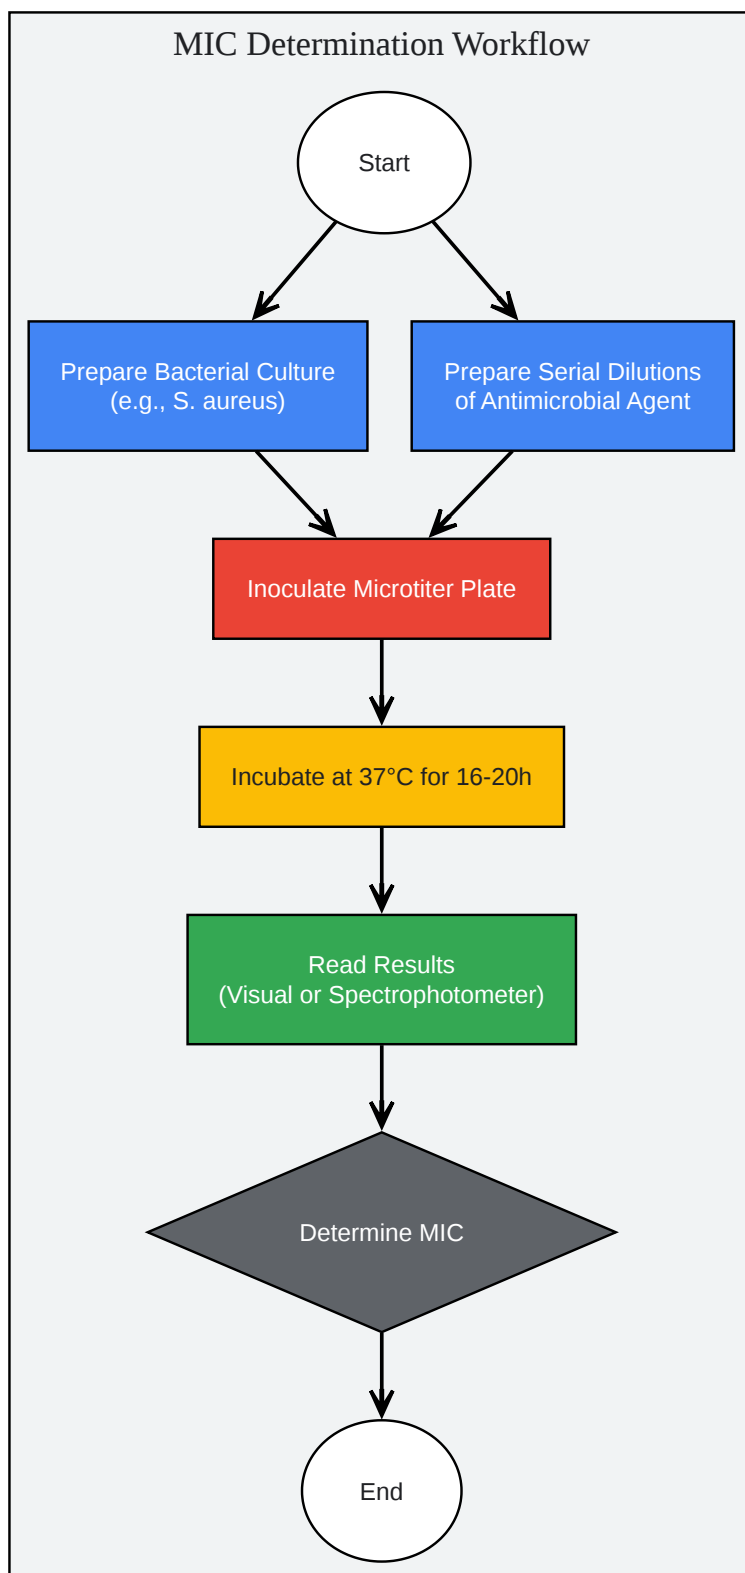 MIC Determination Workflow
Start
Prepare Bacterial Culture
(e.g., S. aureus)
Prepare Serial Dilutions
of Antimicrobial Agent
Inoculate Microtiter Plate
Incubate at 37°C for 16-20h
Read Results
(Visual or Spectrophotometer)
Determine MIC
End